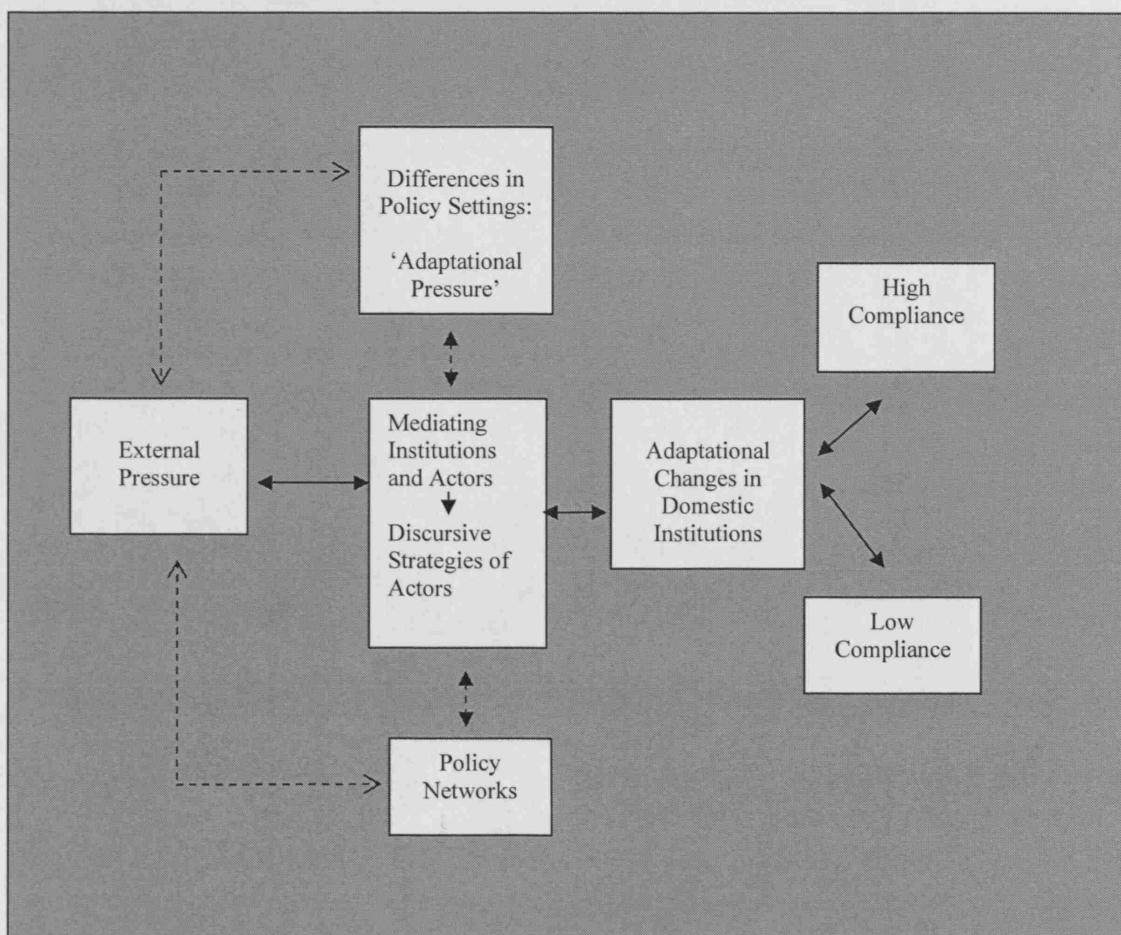 Differences in
Policy Settings:
‘Adaptational
Pressure’
High
Compliance
External
Pressure
Mediating
Institutions
and Actors
Discursive
Strategies of
Actors
Adaptational
Changes in
Domestic
Institutions
Low
Compliance
Policy
Networks